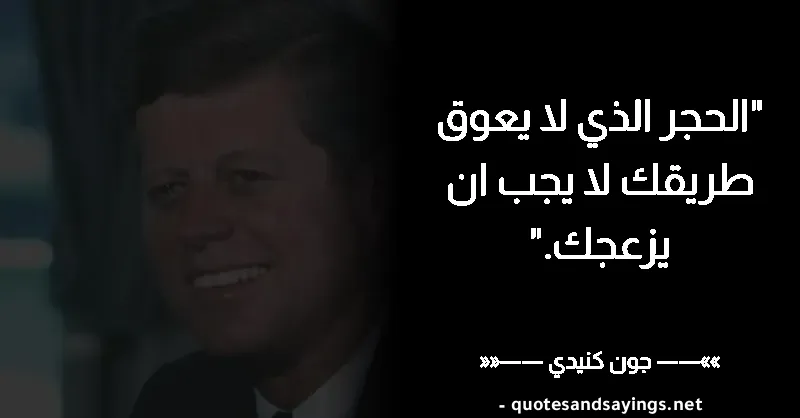 "الحجر الذي لا يعوق
طريقك لا يجب ان
يزعجك."
»»—— جون كنيدي ——««
- quotesandsayings.net